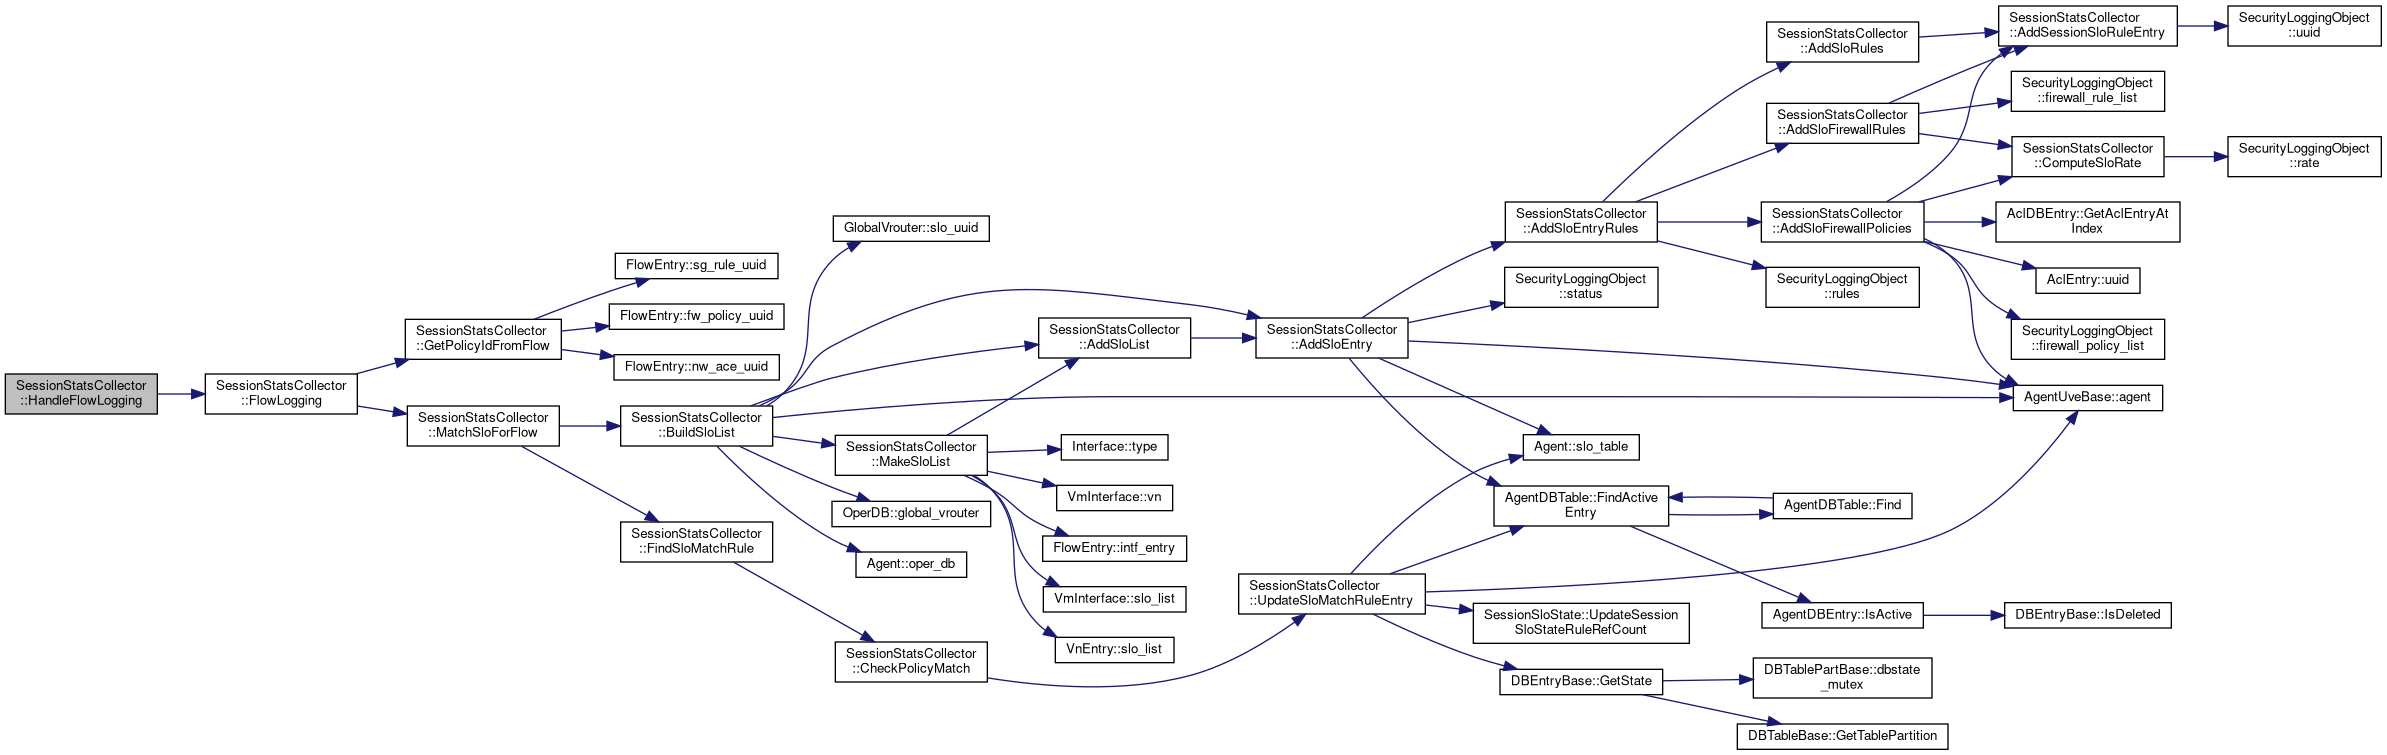 SessionStatsCollector
::HandleFlowLogging
SessionStatsCollector
::FlowLogging
SessionStatsCollector
::GetPolicyIdFromFlow
FlowEntry::sg_rule_uuid
FlowEntry::fw_policy_uuid
FlowEntry::nw_ace_uuid
SessionStatsCollector
::MatchSloForFlow
SessionStatsCollector
::BuildSloList
SessionStatsCollector
::FindSloMatchRule
GlobalVrouter::slo_uuid
SessionStatsCollector
::MakeSloList
OperDB::global_vrouter
Agent::oper_db
SessionStatsCollector
::CheckPolicyMatch
SessionStatsCollector
::AddSloList
Interface::type
VmInterface::vn
FlowEntry::intf_entry
VmInterface::slo_list
VnEntry::slo_list
SessionStatsCollector
::AddSloEntry
SessionStatsCollector
::UpdateSloMatchRuleEntry
SessionStatsCollector
::AddSloEntryRules
SecurityLoggingObject
::status
Agent::slo_table
AgentDBTable::FindActive
Entry
SessionSloState::UpdateSession
SloStateRuleRefCount
DBEntryBase::GetState
SessionStatsCollector
::AddSloRules
SessionStatsCollector
::AddSloFirewallRules
SessionStatsCollector
::AddSloFirewallPolicies
SecurityLoggingObject
::rules
AgentDBTable::Find
AgentDBEntry::IsActive
DBTablePartBase::dbstate
_mutex
DBTableBase::GetTablePartition
SessionStatsCollector
::AddSessionSloRuleEntry
SecurityLoggingObject
::firewall_rule_list
SessionStatsCollector
::ComputeSloRate
AclDBEntry::GetAclEntryAt
Index
AclEntry::uuid
SecurityLoggingObject
::firewall_policy_list
AgentUveBase::agent
DBEntryBase::IsDeleted
SecurityLoggingObject
::uuid
SecurityLoggingObject
::rate